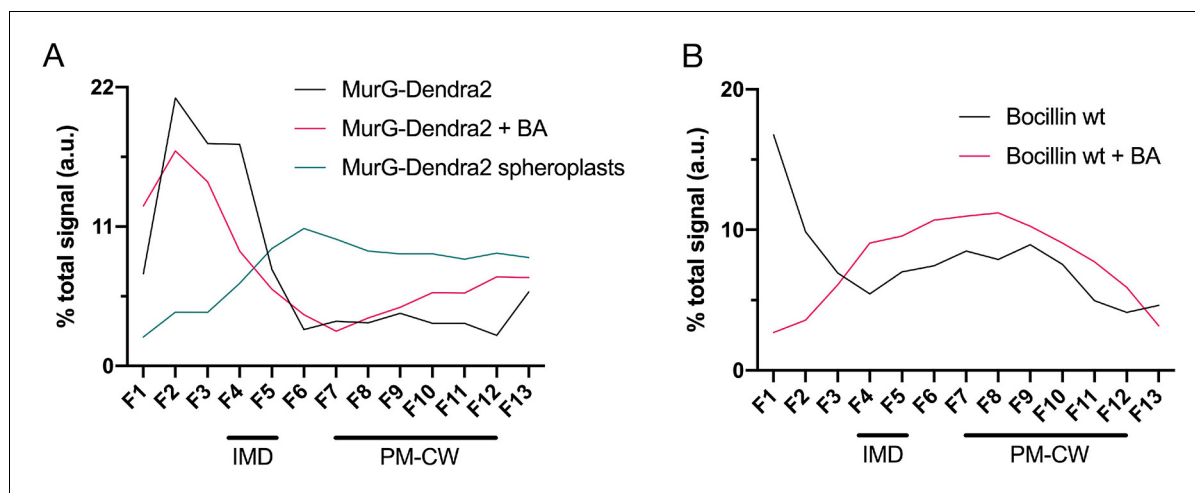 A
22
11
0
% total signal (a.u.)
MurG-Dendra2
MurG-Dendra2 + BA
MurG-Dendra2 spheroplasts
F1 F2 F3 F4 F5 F6 F7 F8 F9 F10 F11 F12 F13
IMD PM-CW
B
20
10
0
% total signal (a.u.)
Bocillin wt
Bocillin wt + BA
F1 F2 F3 F4 F5 F6 F7 F8 F9 F10 F11 F12 F13
IMD PM-CW